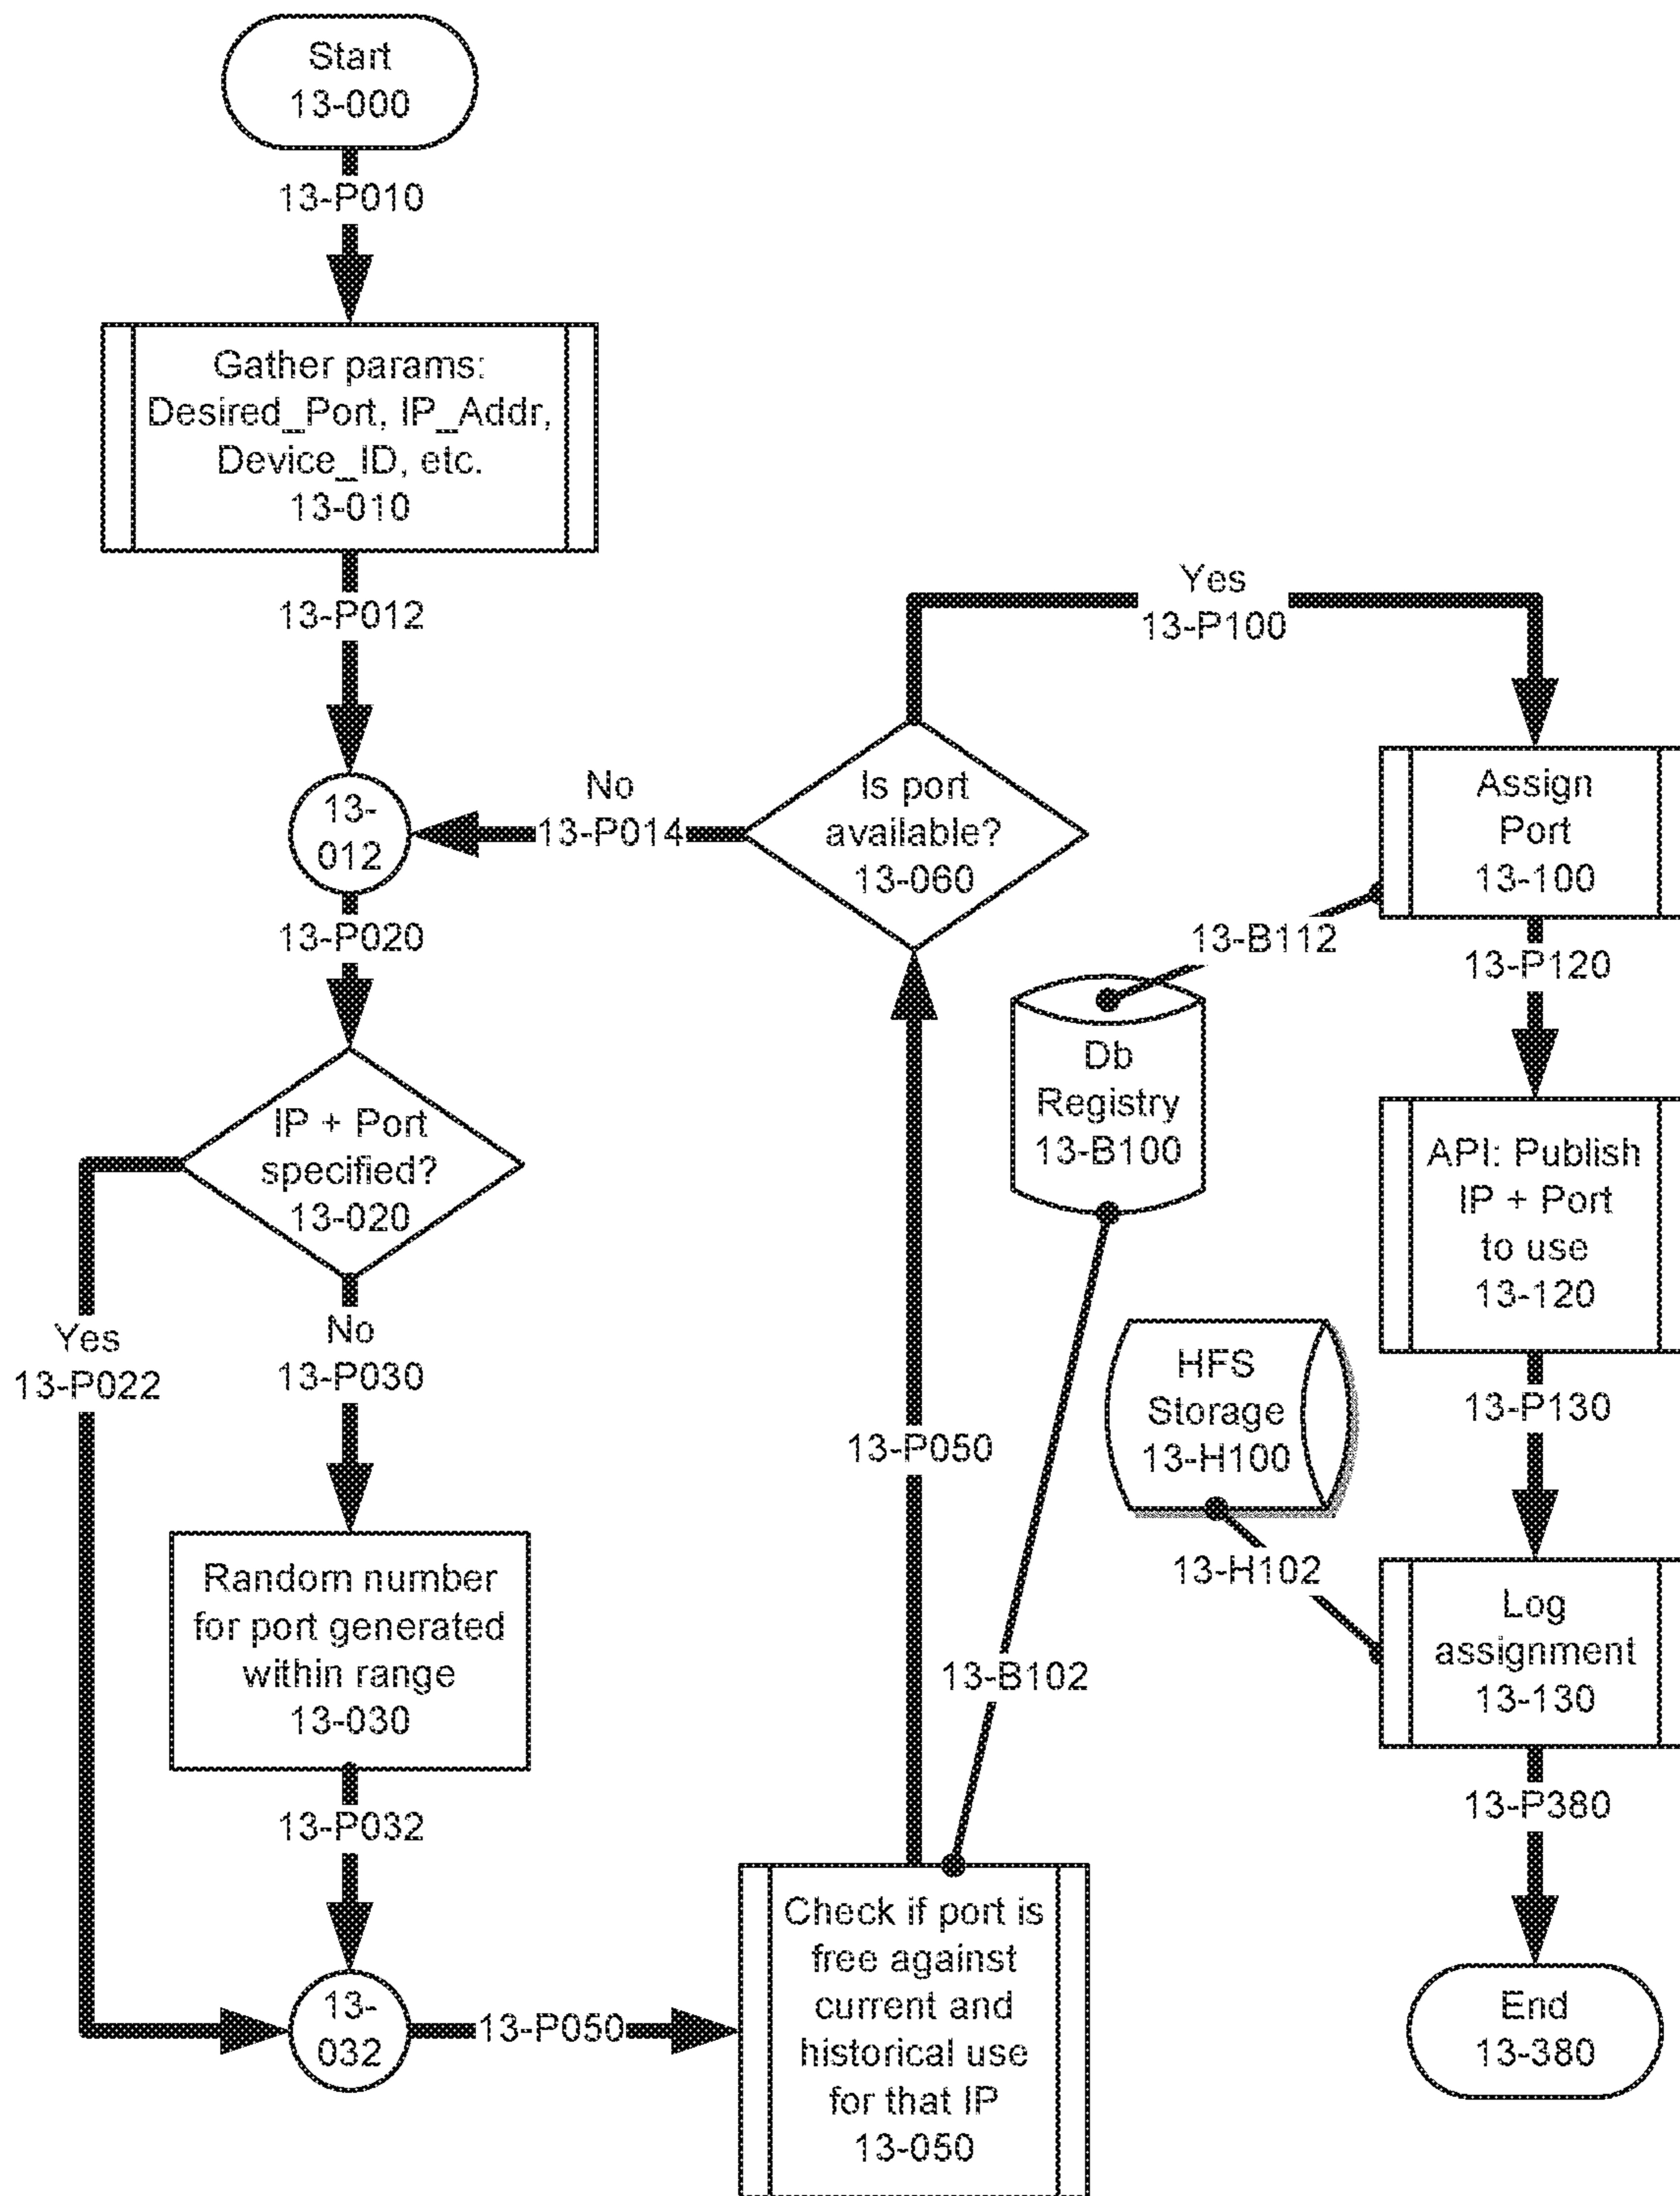 Start
13-000
13-P010
Gather params:
Desired_Port, IP_Addr,
Device_ID, etc.
13-010
13-P012
13-
012
13-P020
IP + Port
specified?
13-020
Yes
13-P022
No
13-P030
Random number
for port generated
within range
13-030
13-P032
13-
032
13-P050
Check if port is
free against
current and
historical use
for that IP
13-050
13-P050
Is port
available?
13-060
No
13-P014
Yes
13-P100
Assign
Port
13-100
13-B112
Db
Registry
13-B100
13-B102
13-P120
API: Publish
IP + Port
to use
13-120
13-P130
HFS
Storage
13-H100
13-H102
Log
assignment
13-130
13-P380
End
13-380